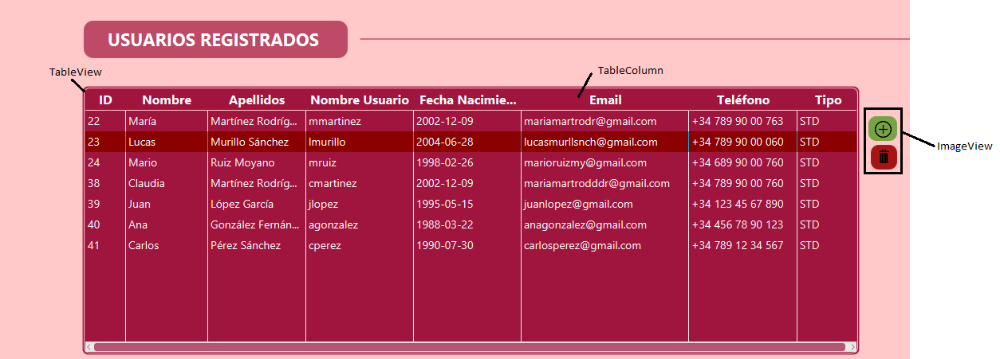 USUARIOS REGISTRADOS
TableView
TableColumn
ID Nombre Apellidos Nombre Usuario Fecha Nacimie... Email Teléfono Tipo
22 María Martínez Rodríg... mmartinez 2002-12-09 mariamartrodr@gmail.com +34 789 90 00 763 STD
23 Lucas Murillo Sánchez lmurillo 2004-06-28 lucasmurllsnch@gmail.com +34 789 90 00 060 STD
ImageView
24 Mario Ruiz Moyano mruiz 1998-02-26 marioruizmy@gmail.com +34 689 90 00 760 STD
38 Claudia Martínez Rodríg... cmartinez 2002-12-09 mariamartrodddr@gmail.com +34 789 90 00 760 STD
39 Juan López García jlopez 1995-05-15 juanlopez@gmail.com +34 123 45 67 890 STD
40 Ana González Fernán... agonzalez 1988-03-22 anagonzalez@gmail.com +34 456 78 90 123 STD
41 Carlos Pérez Sánchez cperez 1990-07-30 carlosperez@gmail.com +34 789 12 34 567 STD